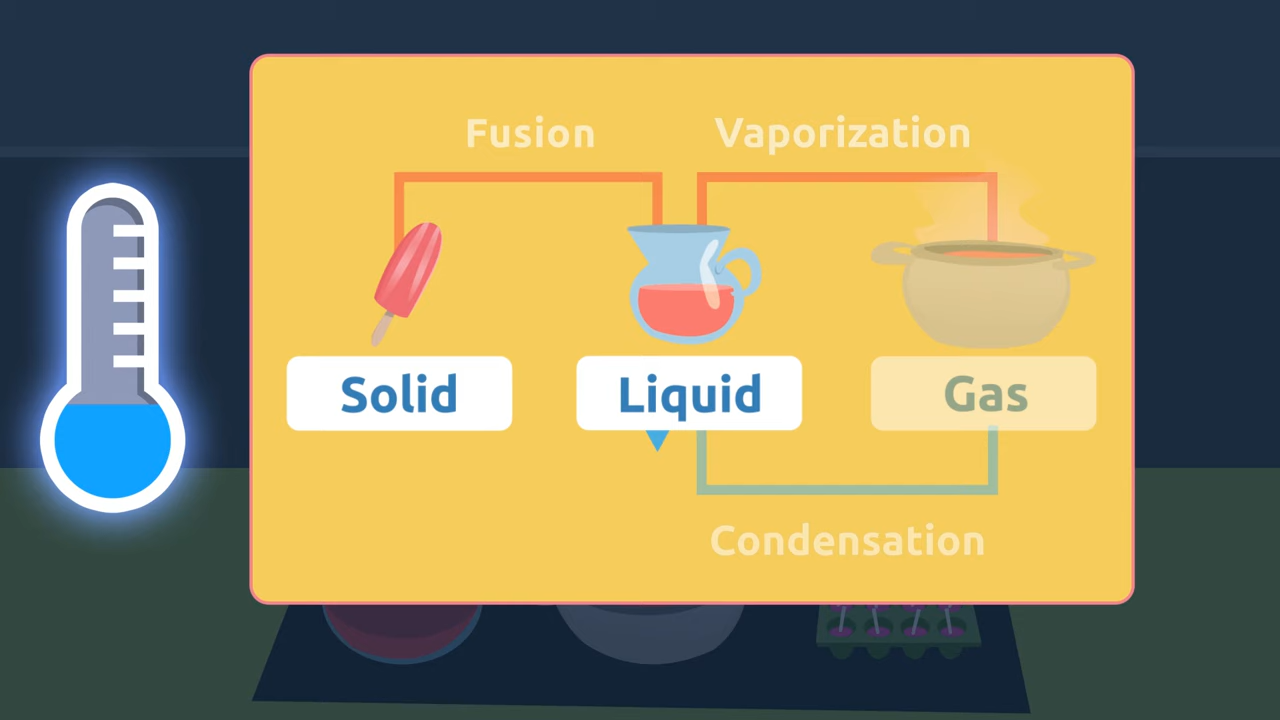 Fusion
Vaporization
Solid
Liquid
Gas
Condensation